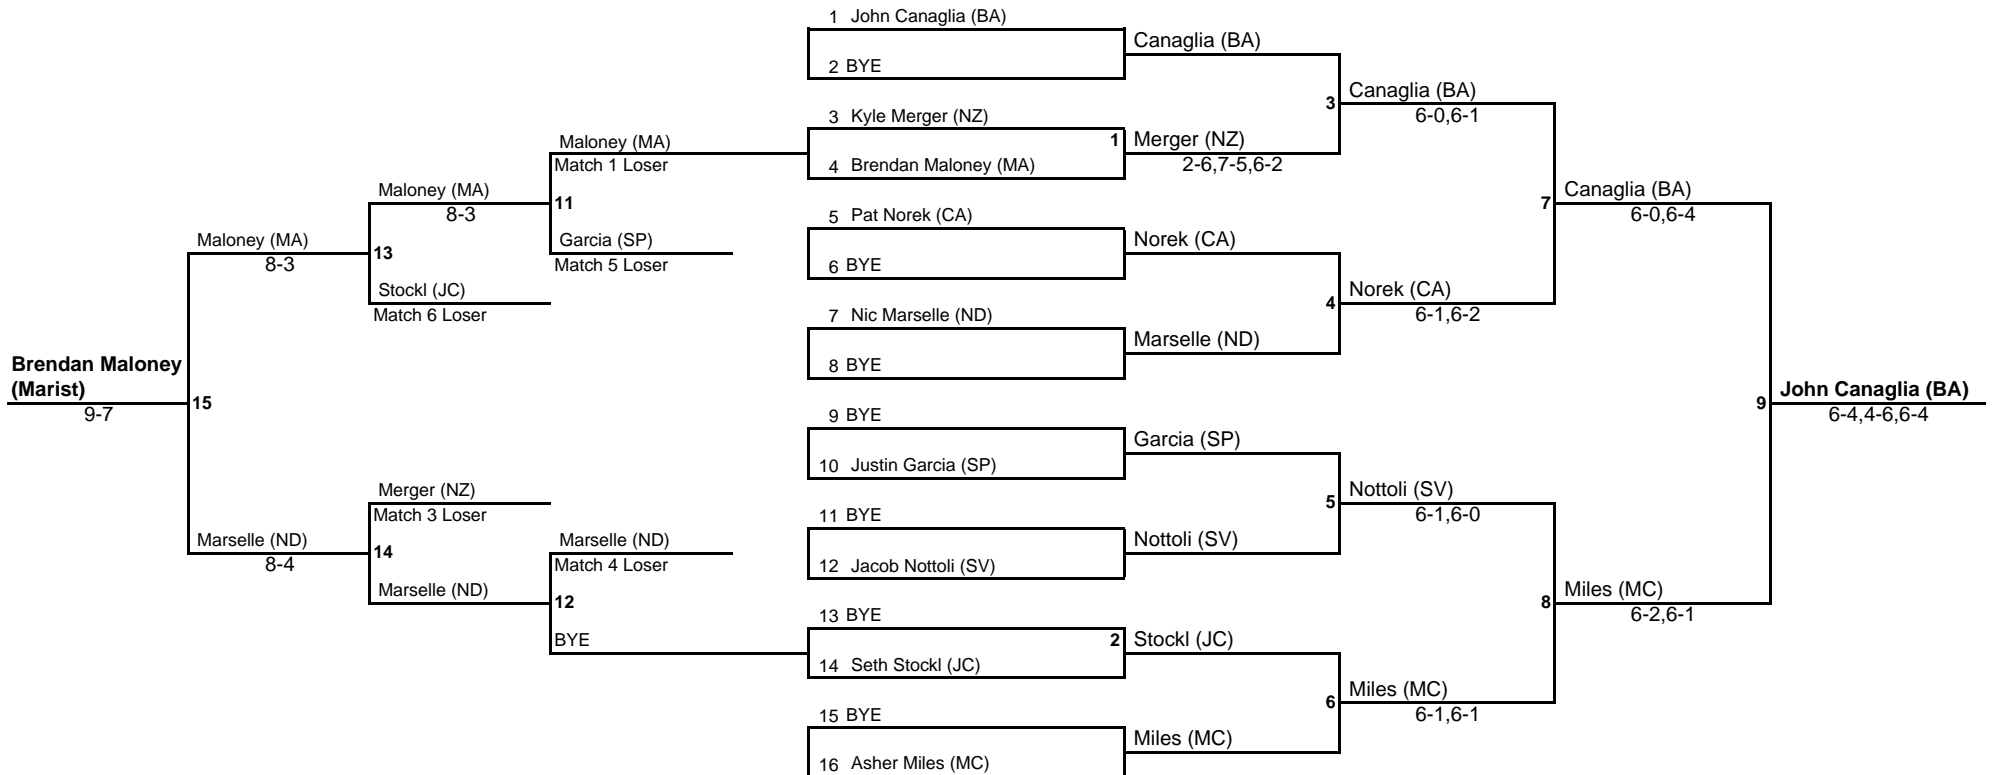 1 John Canaglia (BA)
Canaglia (BA)
2 BYE
3 Canaglia (BA)
6-0,6-1
3 Kyle Merger (NZ)
Maloney (MA)
1 Merger (NZ)
Match 1 Loser
4 Brendan Maloney (MA)
2-6,7-5,6-2
Maloney (MA)
8-3
11
7 Canaglia (BA)
6-0,6-4
5 Pat Norek (CA)
Maloney (MA)
8-3
13
Garcia (SP)
Match 5 Loser
Norek (CA)
6 BYE
Stockl (JC)
Match 6 Loser
4 Norek (CA)
6-1,6-2
7 Nic Marselle (ND)
Marselle (ND)
8 BYE
Brendan Maloney
(Marist)
9-7
15
9 John Canaglia (BA)
6-4,4-6,6-4
9 BYE
Garcia (SP)
10 Justin Garcia (SP)
Merger (NZ)
Match 3 Loser
5 Nottoli (SV)
6-1,6-0
11 BYE
Marselle (ND)
8-4
14
Marselle (ND)
Match 4 Loser
Nottoli (SV)
12 Jacob Nottoli (SV)
Marselle (ND)
12
8 Miles (MC)
6-2,6-1
13 BYE
BYE
2 Stockl (JC)
14 Seth Stockl (JC)
6 Miles (MC)
6-1,6-1
15 BYE
Miles (MC)
16 Asher Miles (MC)